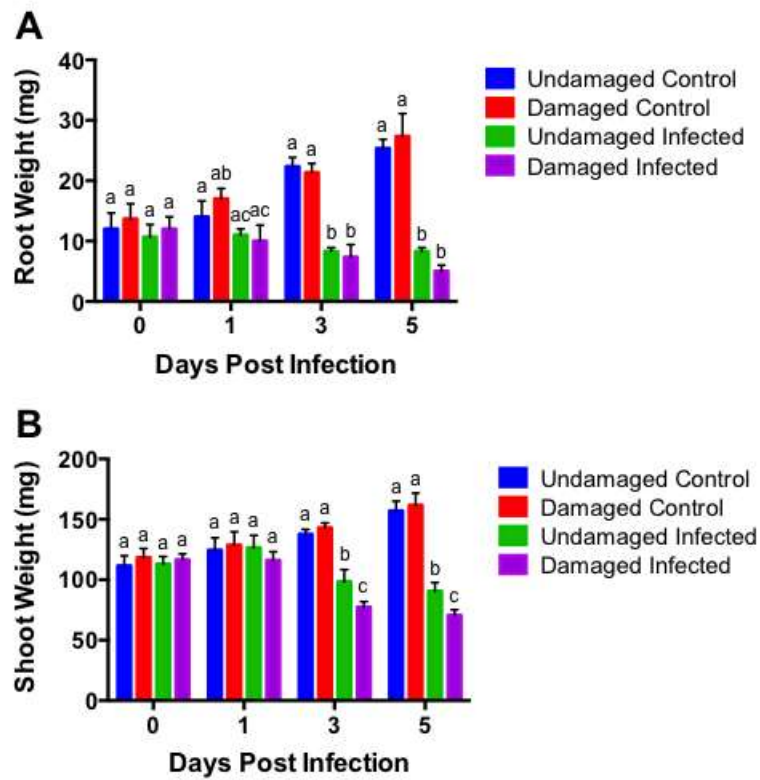 A
Root Weight (mg)
40
30
20
10
0
a a a a
a ab ac ac
a a b b
a a b b
0 1 3 5
Days Post Infection
Undamaged Control
Damaged Control
Undamaged Infected
Damaged Infected
B
Shoot Weight (mg)
200
150
100
50
0
a a a a
a a a a
a a b c
a a b c
0 1 3 5
Days Post Infection
Undamaged Control
Damaged Control
Undamaged Infected
Damaged Infected